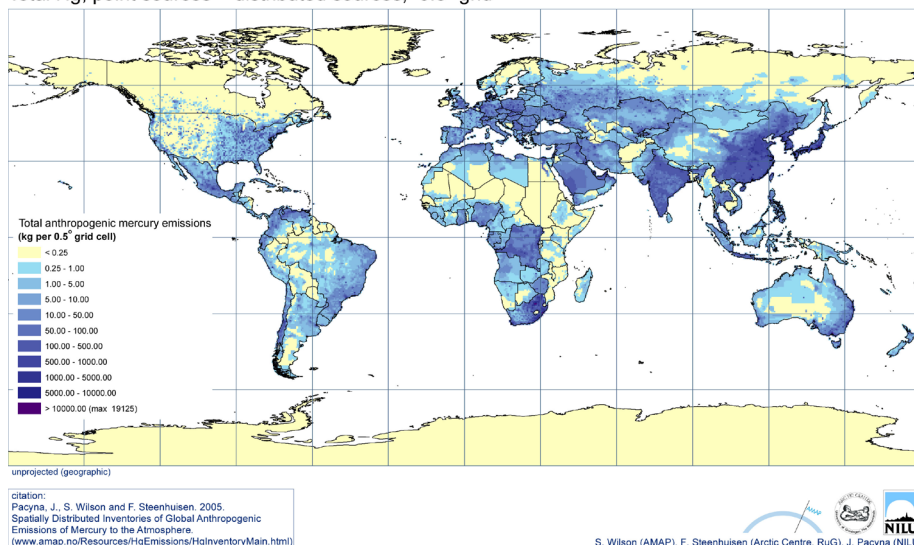 Total anthropogenic mercury emissions
(kg per 0.5° grid cell)
< 0.25
0.25 - 1.00
1.00 - 5.00
5.00 - 10.00
10.00 - 50.00
50.00 - 100.00
100.00 - 500.00
500.00 - 1000.00
1000.00 - 5000.00
5000.00 - 10000.00
> 10000.00 (max 19125)
unprojected (geographic)
citation:
Pacyna, J., S. Wilson and F. Steenhuisen. 2005.
Spatially Distributed Inventories of Global Anthropogenic
Emissions of Mercury to the Atmosphere.
(www.amap.no/Resources/HgEmissions/HgInventoryMain.html)
AMAP
NILU
S. Wilson (AMAP), F. Steenhuisen (Arctic Centre, RuG), J. Pacyna (NILU